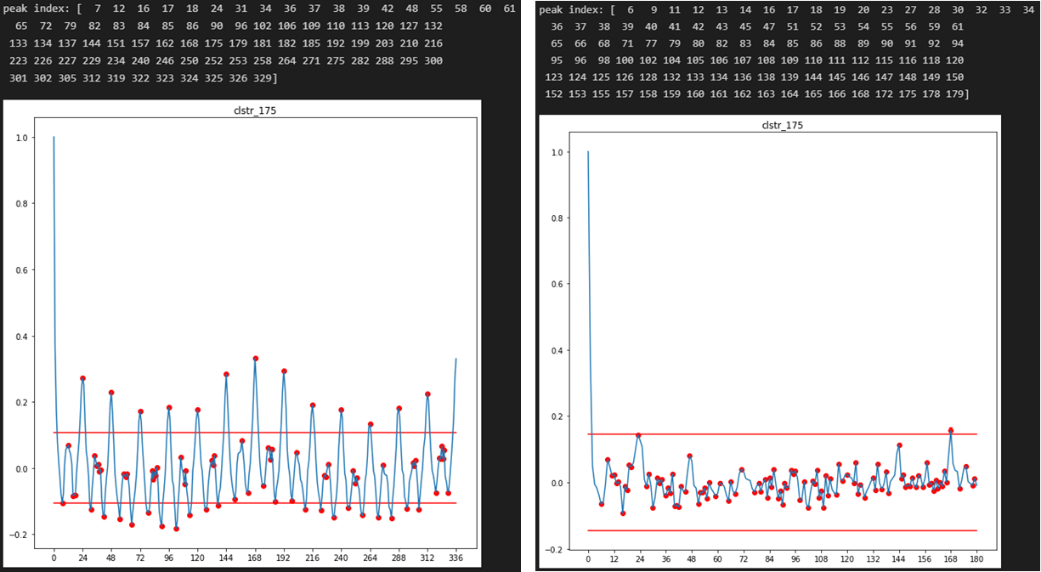 peak index: [ 7 12 16 17 18 24 31 34 36 37 38 39 42 48 55 58 60 61
65 72 79 82 83 84 85 86 90 96 102 106 109 110 113 120 127 132
133 134 137 144 151 157 162 168 175 179 181 182 185 192 199 203 210 216
223 226 227 229 234 240 246 250 252 253 258 264 271 275 282 288 295 300
301 302 305 312 319 322 323 324 325 326 329]
clstr_175
1.0
0.8
0.6
0.4
0.2
0.0
−0.2
0 24 48 72 96 120 144 168 192 216 240 264 288 312 336
peak index: [ 6 9 11 12 13 14 16 17 18 19 20 23 27 28 30 32 33 34
36 37 38 39 40 41 42 43 45 47 51 52 53 54 55 56 59 61
65 66 68 71 77 79 80 82 83 84 85 86 88 89 90 91 92 94
95 96 98 100 102 104 105 106 107 108 109 110 111 112 115 116 118 120
123 124 125 126 128 132 133 134 136 138 139 144 145 146 147 148 149 150
152 153 155 157 158 159 160 161 162 163 164 165 166 168 172 175 178 179]
clstr_175
1.0
0.8
0.6
0.4
0.2
0.0
−0.2
0 12 24 36 48 60 72 84 96 108 120 132 144 156 168 180